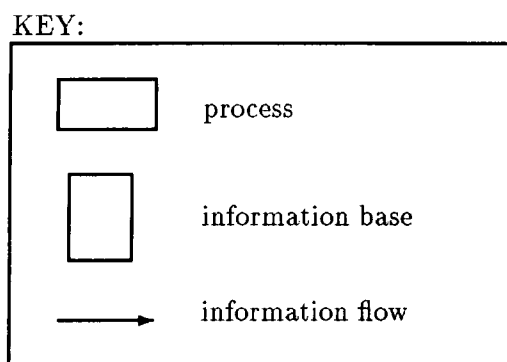 KEY:
process
information base
information flow